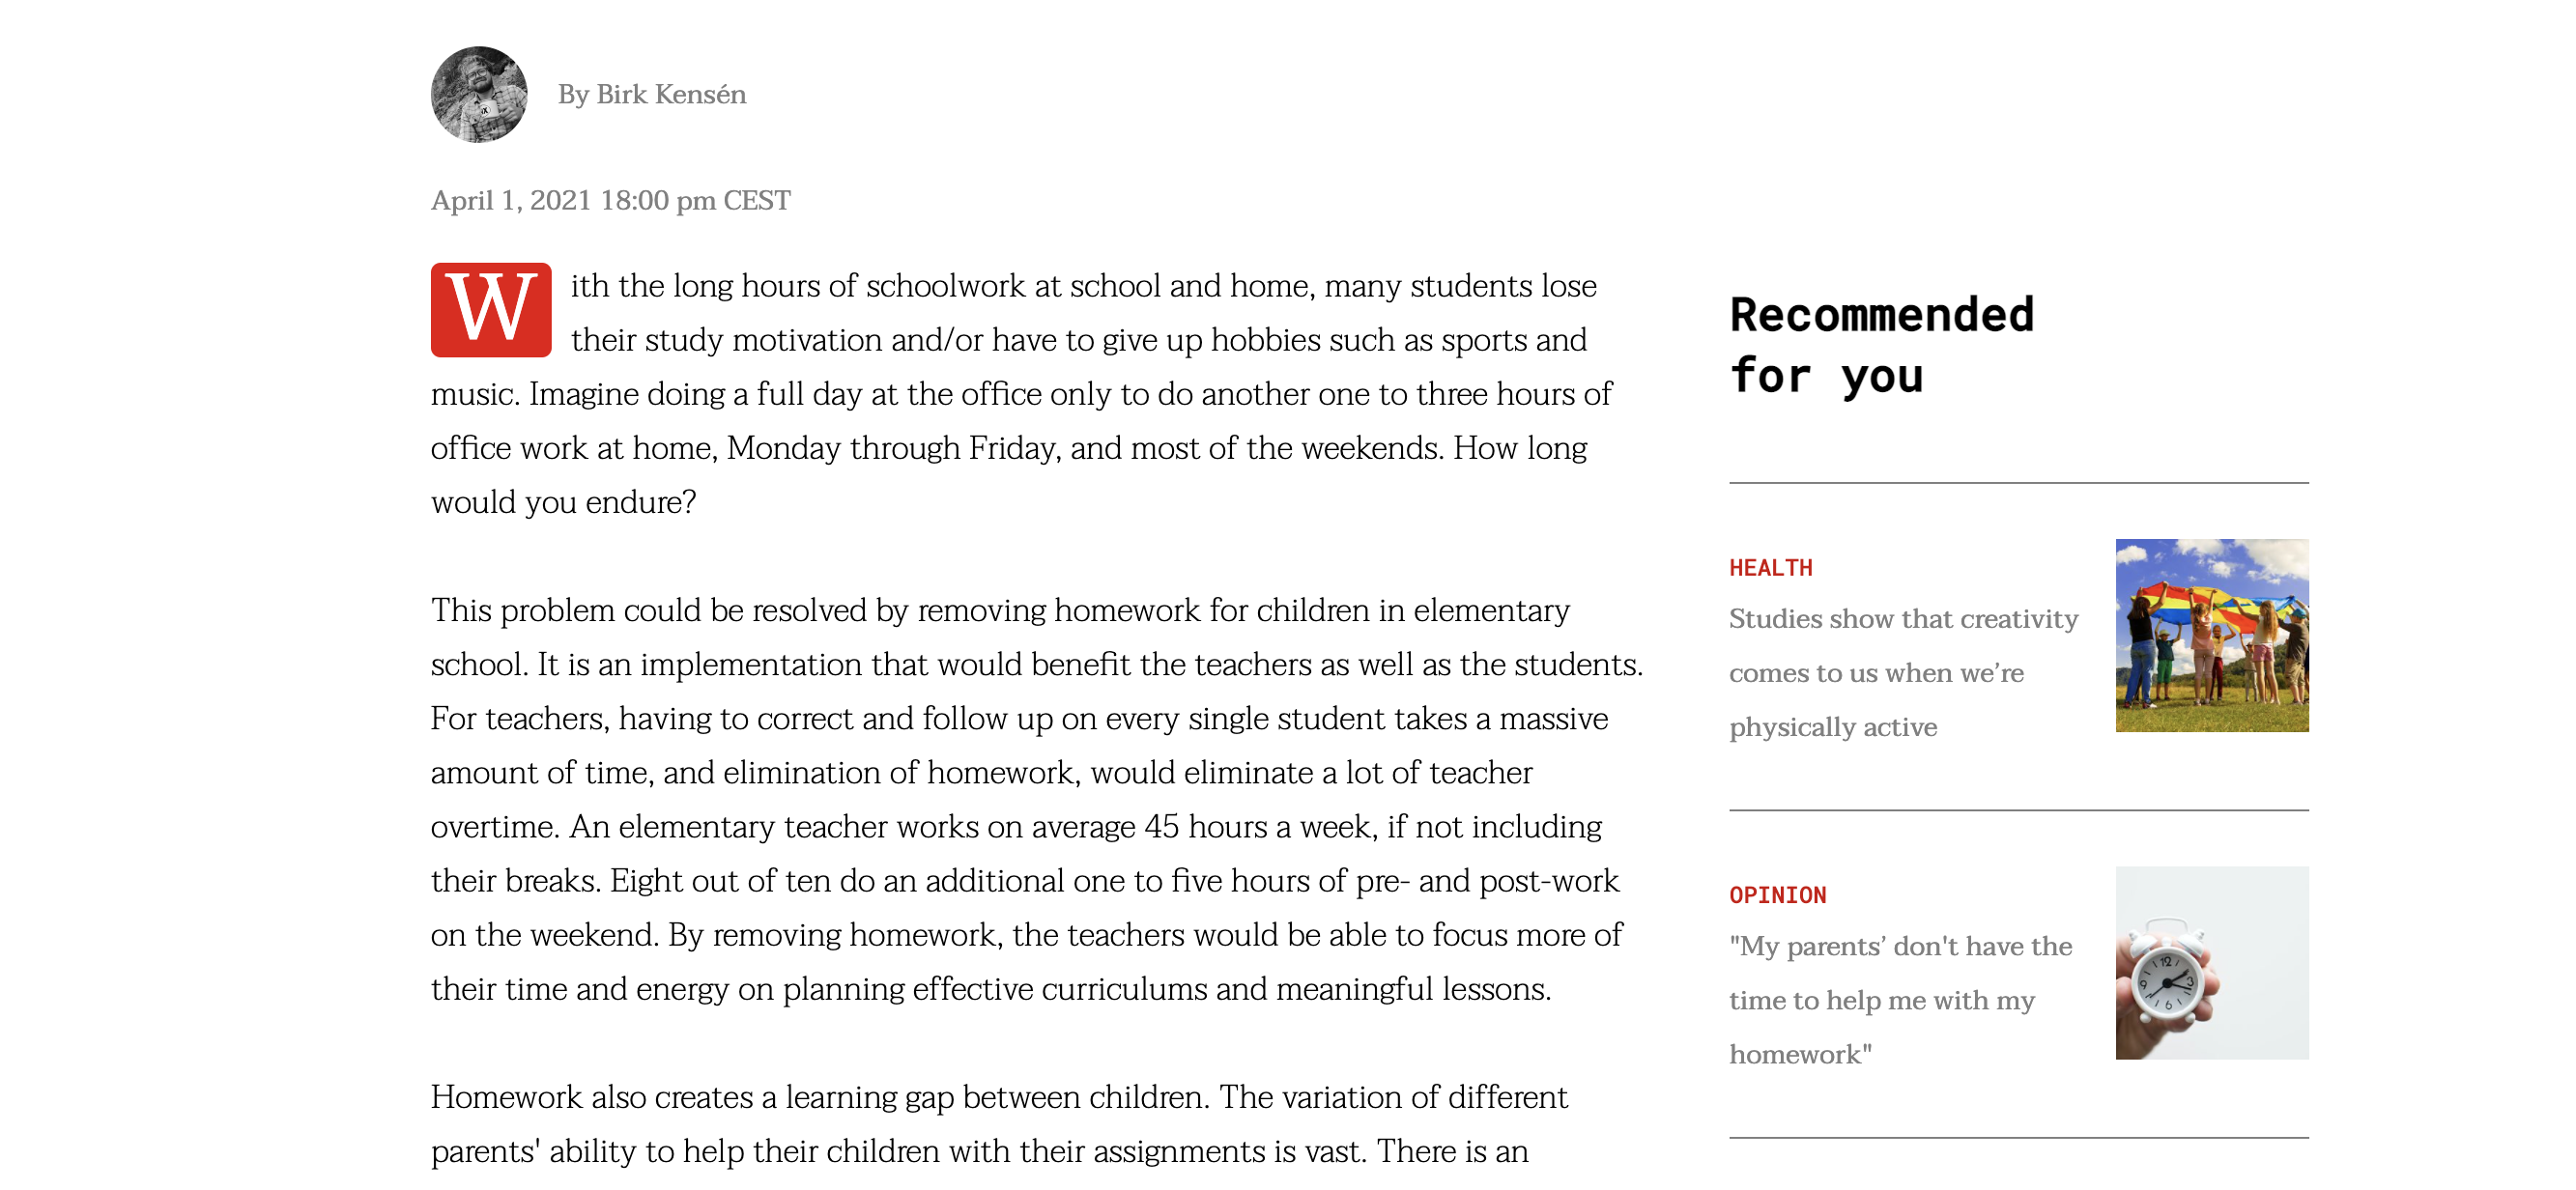 By Birk Kensén
April 1, 2021 18:00 pm CEST
With the long hours of schoolwork at school and home, many students lose
their study motivation and/or have to give up hobbies such as sports and
music. Imagine doing a full day at the office only to do another one to three hours of
office work at home, Monday through Friday, and most of the weekends. How long
would you endure?
This problem could be resolved by removing homework for children in elementary
school. It is an implementation that would benefit the teachers as well as the students.
For teachers, having to correct and follow up on every single student takes a massive
amount of time, and elimination of homework, would eliminate a lot of teacher
overtime. An elementary teacher works on average 45 hours a week, if not including
their breaks. Eight out of ten do an additional one to five hours of pre- and post-work
on the weekend. By removing homework, the teachers would be able to focus more of
their time and energy on planning effective curriculums and meaningful lessons.
Homework also creates a learning gap between children. The variation of different
parents' ability to help their children with their assignments is vast. There is an
Recommended
for you
HEALTH
Studies show that creativity
comes to us when we’re
physically active
OPINION
"My parents’ don't have the
time to help me with my
homework"